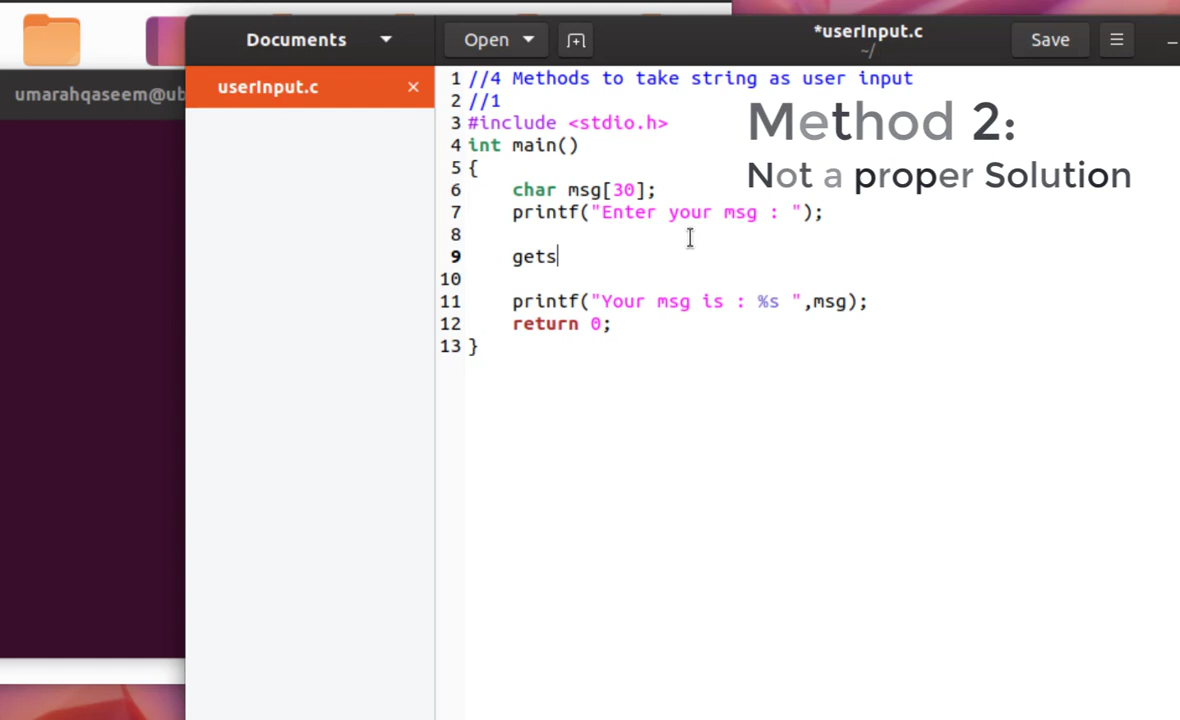 Documents
Open
*userInput.c
~/
Save
umarahqaseem@ub
userInput.c
Method 2:
Not a proper Solution
1 //4 Methods to take string as user input
2 //1
3 #include <stdio.h>
4 int main()
5 {
6 char msg[30];
7 printf("Enter your msg : ");
8
9 gets
10
11 printf("Your msg is : %s ",msg);
12 return 0;
13 }